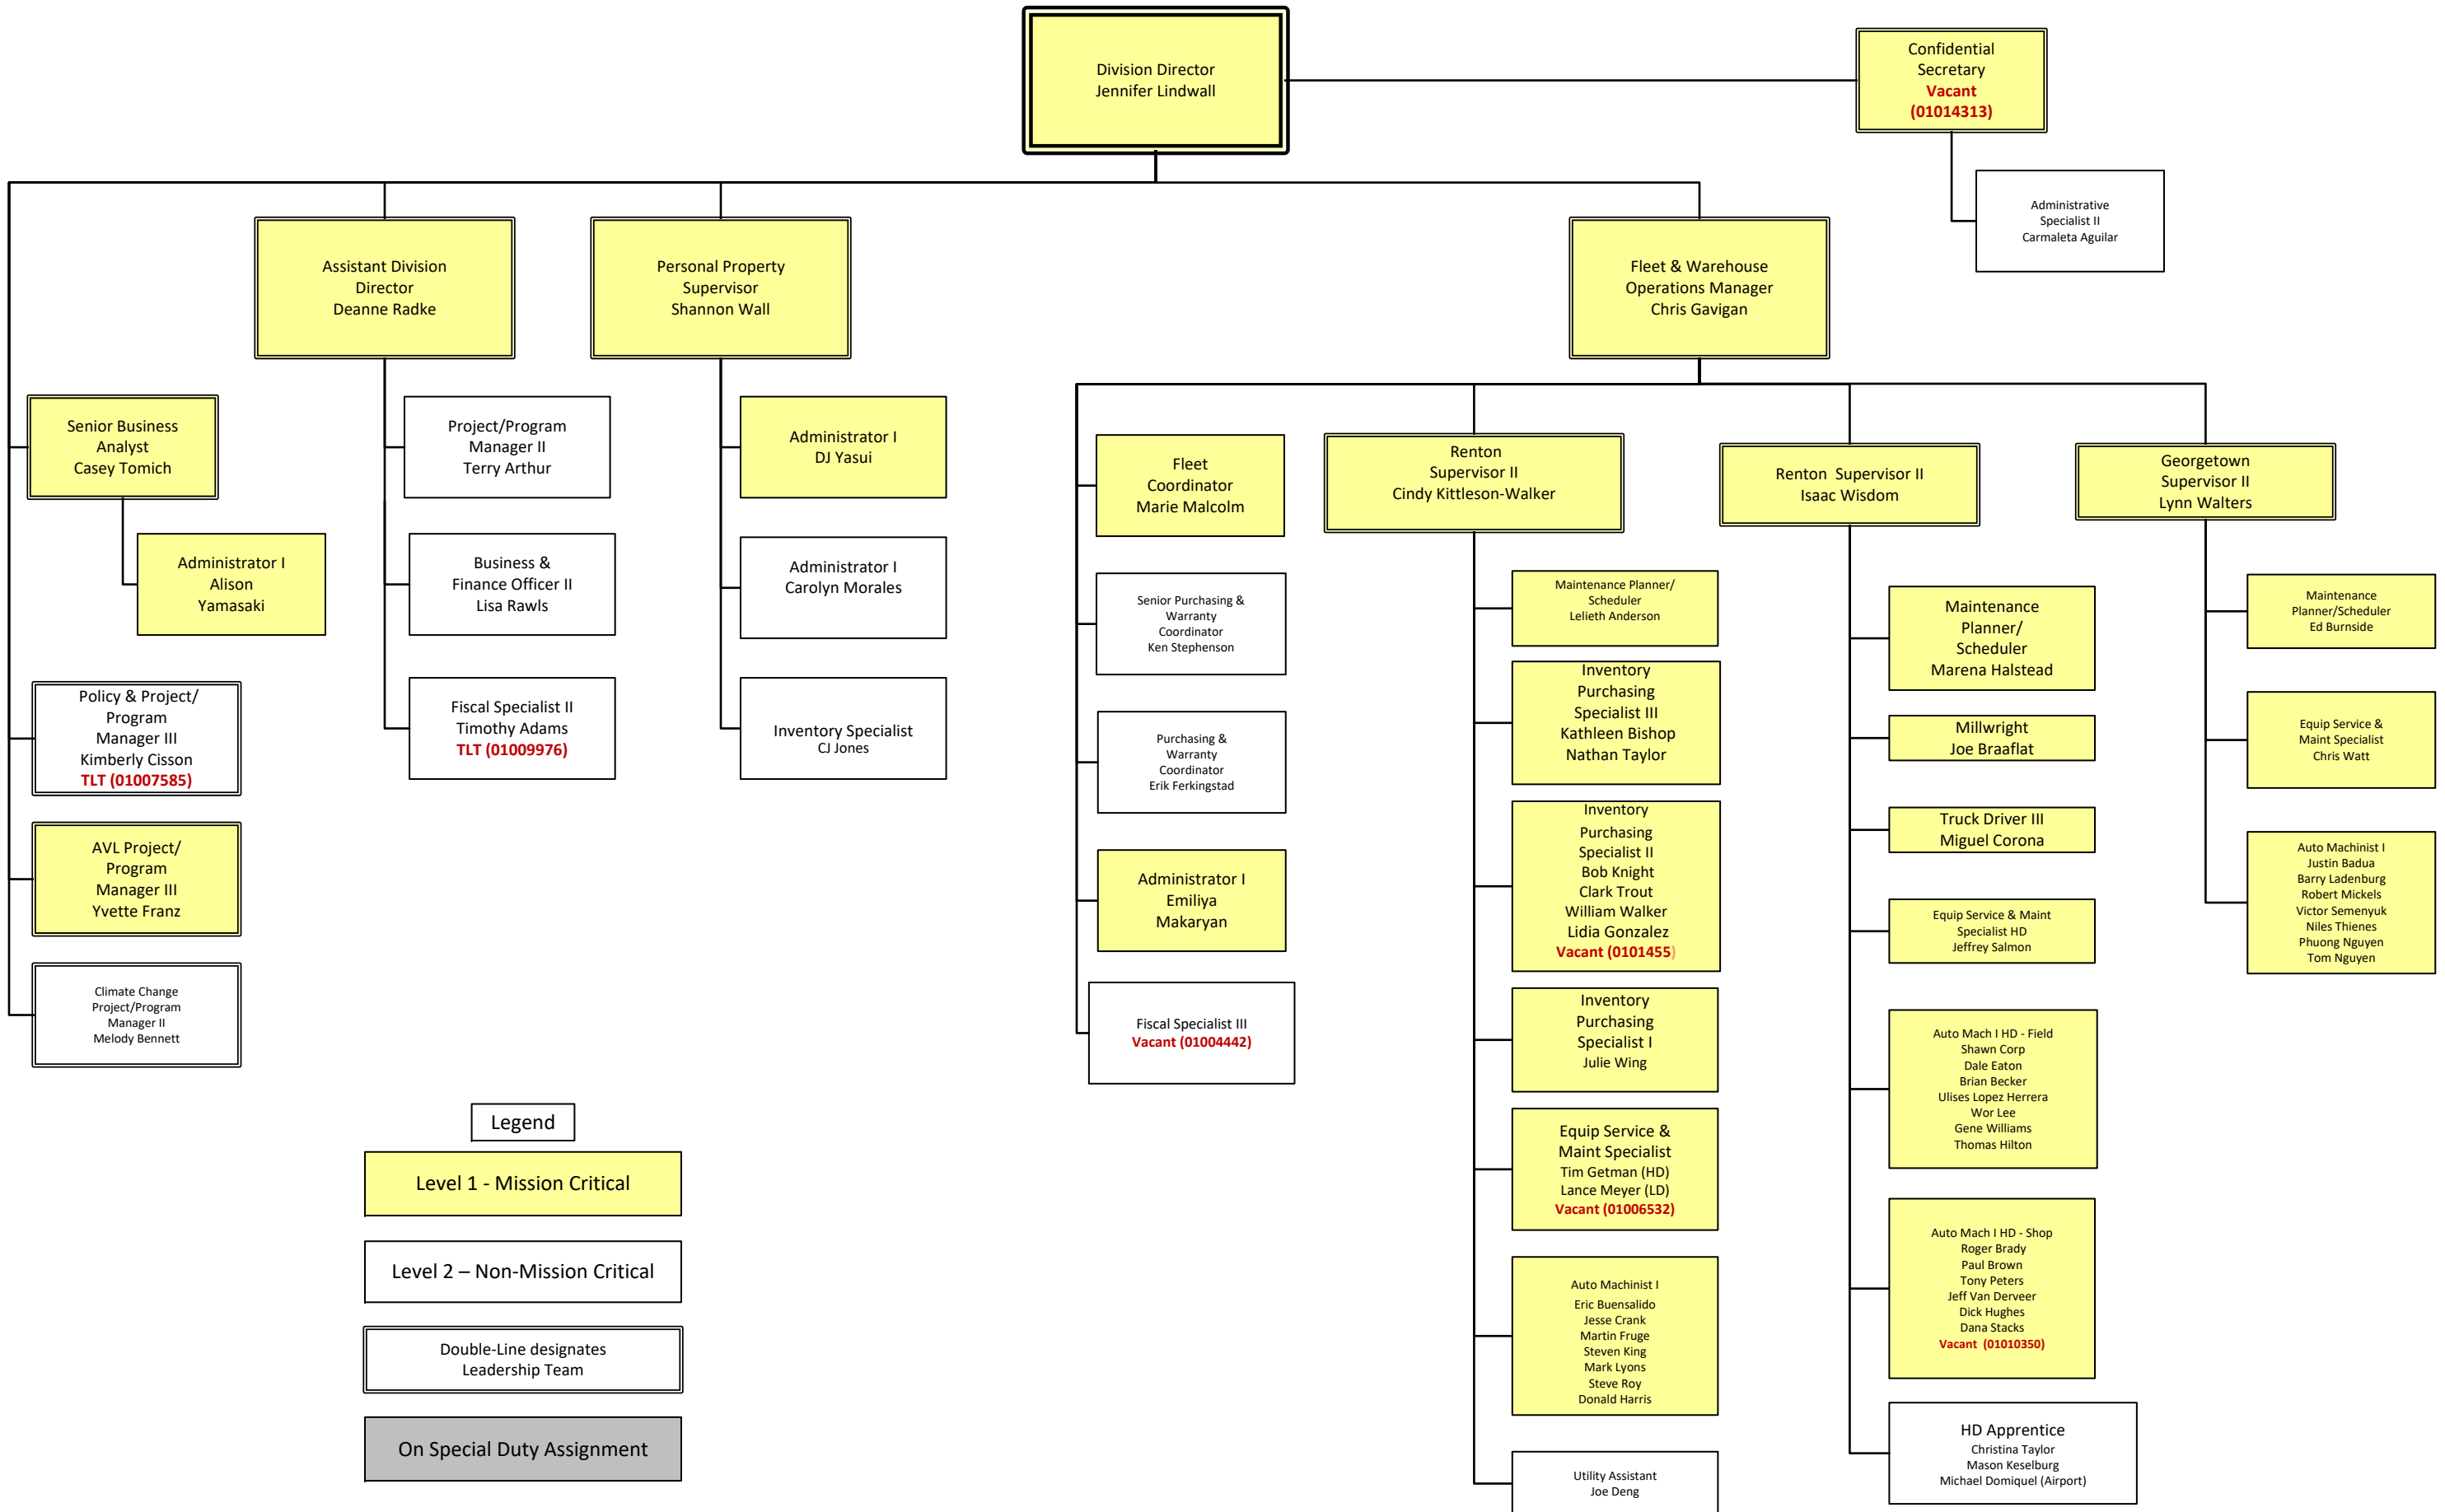 Division Director
Jennifer Lindwall
Confidential
Secretary
Vacant
(01014313)
Administrative
Specialist II
Carmaleta Aguilar
Assistant Division
Director
Deanne Radke
Personal Property
Supervisor
Shannon Wall
Fleet & Warehouse
Operations Manager
Chris Gavigan
Senior Business
Analyst
Casey Tomich
Administrator I
Alison
Yamasaki
Policy & Project/
Program
Manager III
Kimberly Cisson
TLT (01007585)
AVL Project/
Program
Manager III
Yvette Franz
Climate Change
Project/Program
Manager II
Melody Bennett
Project/Program
Manager II
Terry Arthur
Business &
Finance Officer II
Lisa Rawls
Fiscal Specialist II
Timothy Adams
TLT (01009976)
Administrator I
DJ Yasui
Administrator I
Carolyn Morales
Inventory Specialist
CJ Jones
Fleet
Coordinator
Marie Malcolm
Senior Purchasing &
Warranty
Coordinator
Ken Stephenson
Purchasing &
Warranty
Coordinator
Erik Ferkingstad
Administrator I
Emiliya
Makaryan
Fiscal Specialist III
Vacant (01004442)
Renton
Supervisor II
Cindy Kittleson-Walker
Maintenance Planner/
Scheduler
Lelieth Anderson
Inventory
Purchasing
Specialist III
Kathleen Bishop
Nathan Taylor
Inventory
Purchasing
Specialist II
Bob Knight
Clark Trout
William Walker
Lidia Gonzalez
Vacant (0101455)
Inventory
Purchasing
Specialist I
Julie Wing
Equip Service &
Maint Specialist
Tim Getman (HD)
Lance Meyer (LD)
Vacant (01006532)
Auto Machinist I
Eric Buensalido
Jesse Crank
Martin Fruge
Steven King
Mark Lyons
Steve Roy
Donald Harris
Utility Assistant
Joe Deng
Renton  Supervisor II
Isaac Wisdom
Maintenance
Planner/
Scheduler
Marena Halstead
Millwright
Joe Braaflat
Truck Driver III
Miguel Corona
Equip Service & Maint
Specialist HD
Jeffrey Salmon
Auto Mach I HD - Field
Shawn Corp
Dale Eaton
Brian Becker
Ulises Lopez Herrera
Wor Lee
Gene Williams
Thomas Hilton
Auto Mach I HD - Shop
Roger Brady
Paul Brown
Tony Peters
Jeff Van Derveer
Dick Hughes
Dana Stacks
Vacant  (01010350)
HD Apprentice
Christina Taylor
Mason Keselburg
Michael Domiquel (Airport)
Georgetown
Supervisor II
Lynn Walters
Maintenance
Planner/Scheduler
Ed Burnside
Equip Service &
Maint Specialist
Chris Watt
Auto Machinist I
Justin Badua
Barry Ladenburg
Robert Mickels
Victor Semenyuk
Niles Thienes
Phuong Nguyen
Tom Nguyen
Legend
Level 1 - Mission Critical
Level 2 – Non-Mission Critical
Double-Line designates
Leadership Team
On Special Duty Assignment